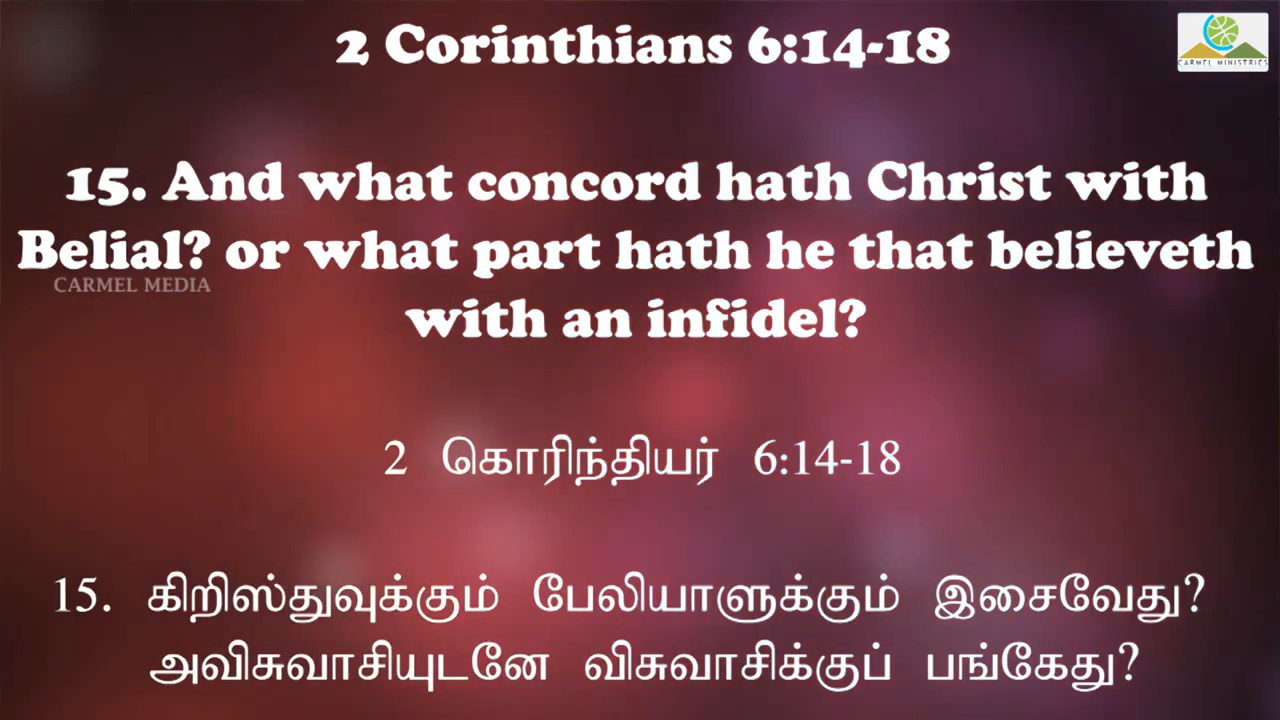 2 Corinthians 6:14-18
CARMEL MINISTRIES
15. And what concord hath Christ with
Belial? or what part hath he that believeth
CARMEL MEDIA
with an infidel?
2 கொரிந்தியர் 6:14-18
15. கிறிஸ்துவுக்கும் பேலியாளுக்கும் இசைவேது?
அவிசுவாசியுடனே விசுவாசிக்குப் பங்கேது?